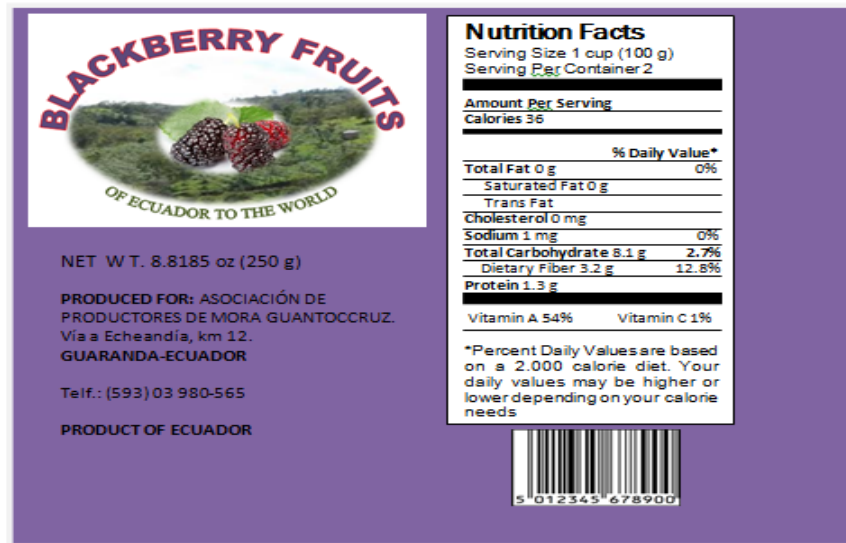 BLACKBERRY FRUITS
OF ECUADOR TO THE WORLD
NET W T. 8.8185 oz (250 g)
PRODUCED FOR: ASOCIACIÓN DE
PRODUCTORES DE MORA GUANTOCCRUZ.
Vía a Echeandía, km 12.
GUARANDA-ECUADOR
Telf.: (593) 03 980-565
PRODUCT OF ECUADOR
Nutrition Facts
Serving Size 1 cup (100 g)
Serving Per Container 2
Amount Per Serving
Calories 36
% Daily Value*
Total Fat 0 g 0%
Saturated Fat 0 g
Trans Fat
Cholesterol 0 mg
Sodium 1 mg 0%
Total Carbohydrate 8.1 g 2.7%
Dietary Fiber 3.2 g 12.8%
Protein 1.3 g
Vitamin A 54% Vitamin C 1%
*Percent Daily Values are based
on a 2.000 calorie diet. Your
daily values may be higher or
lower depending on your calorie
needs
5 012345 678900